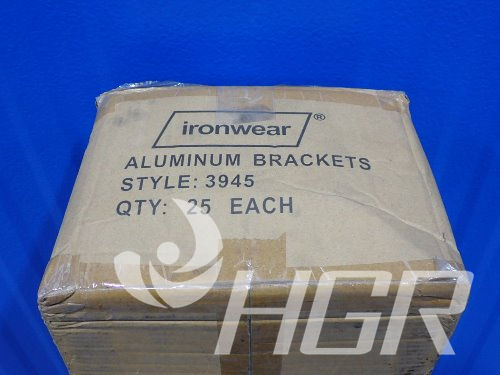 ironwear®
ALUMINUM BRACKETS
STYLE: 3945
QTY: 25 EACH
HGR